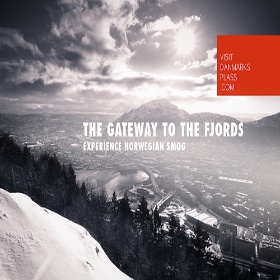 VISIT
DANMARKS
PLASS
.COM
THE GATEWAY TO THE FJORDS
EXPERIENCE NORWEGIAN SMOG